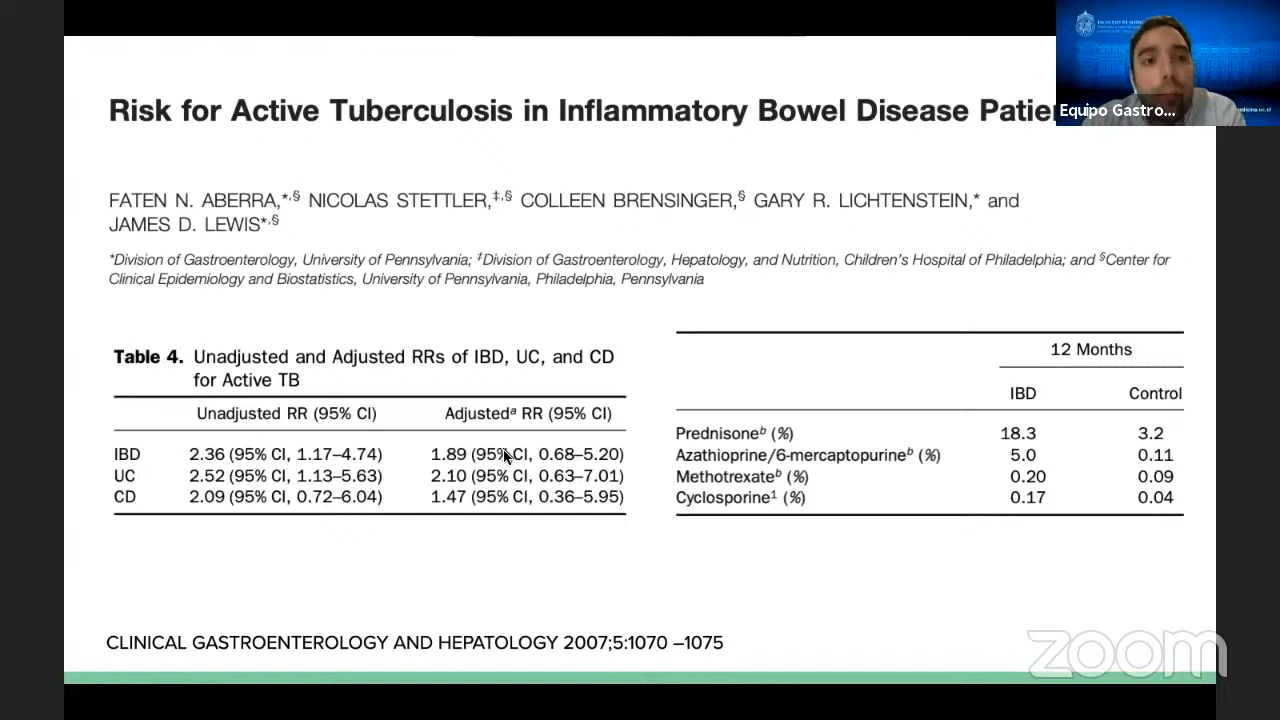 Risk for Active Tuberculosis in Inflammatory Bowel Disease
Equipo Gastro...
FATEN N. ABERRA,*,§ NICOLAS STETTLER,‡,§ COLLEEN BRENSINGER,§ GARY R. LICHTENSTEIN,* and
JAMES D. LEWIS*,§
*Division of Gastroenterology, University of Pennsylvania; ‡Division of Gastroenterology, Hepatology, and Nutrition, Children's Hospital of Philadelphia; and §Center for
Clinical Epidemiology and Biostatistics, University of Pennsylvania, Philadelphia, Pennsylvania
Table 4. Unadjusted and Adjusted RRs of IBD, UC, and CD
for Active TB
Unadjusted RR (95% CI) Adjustedᵃ RR (95% CI)
IBD 2.36 (95% CI, 1.17–4.74) 1.89 (95% CI, 0.68–5.20)
UC 2.52 (95% CI, 1.13–5.63) 2.10 (95% CI, 0.63–7.01)
CD 2.09 (95% CI, 0.72–6.04) 1.47 (95% CI, 0.36–5.95)
12 Months
IBD Control
Prednisoneᵇ (%) 18.3 3.2
Azathioprine/6-mercaptopurineᵇ (%) 5.0 0.11
Methotrexateᵇ (%) 0.20 0.09
Cyclosporine¹ (%) 0.17 0.04
CLINICAL GASTROENTEROLOGY AND HEPATOLOGY 2007;5:1070 –1075
zoom